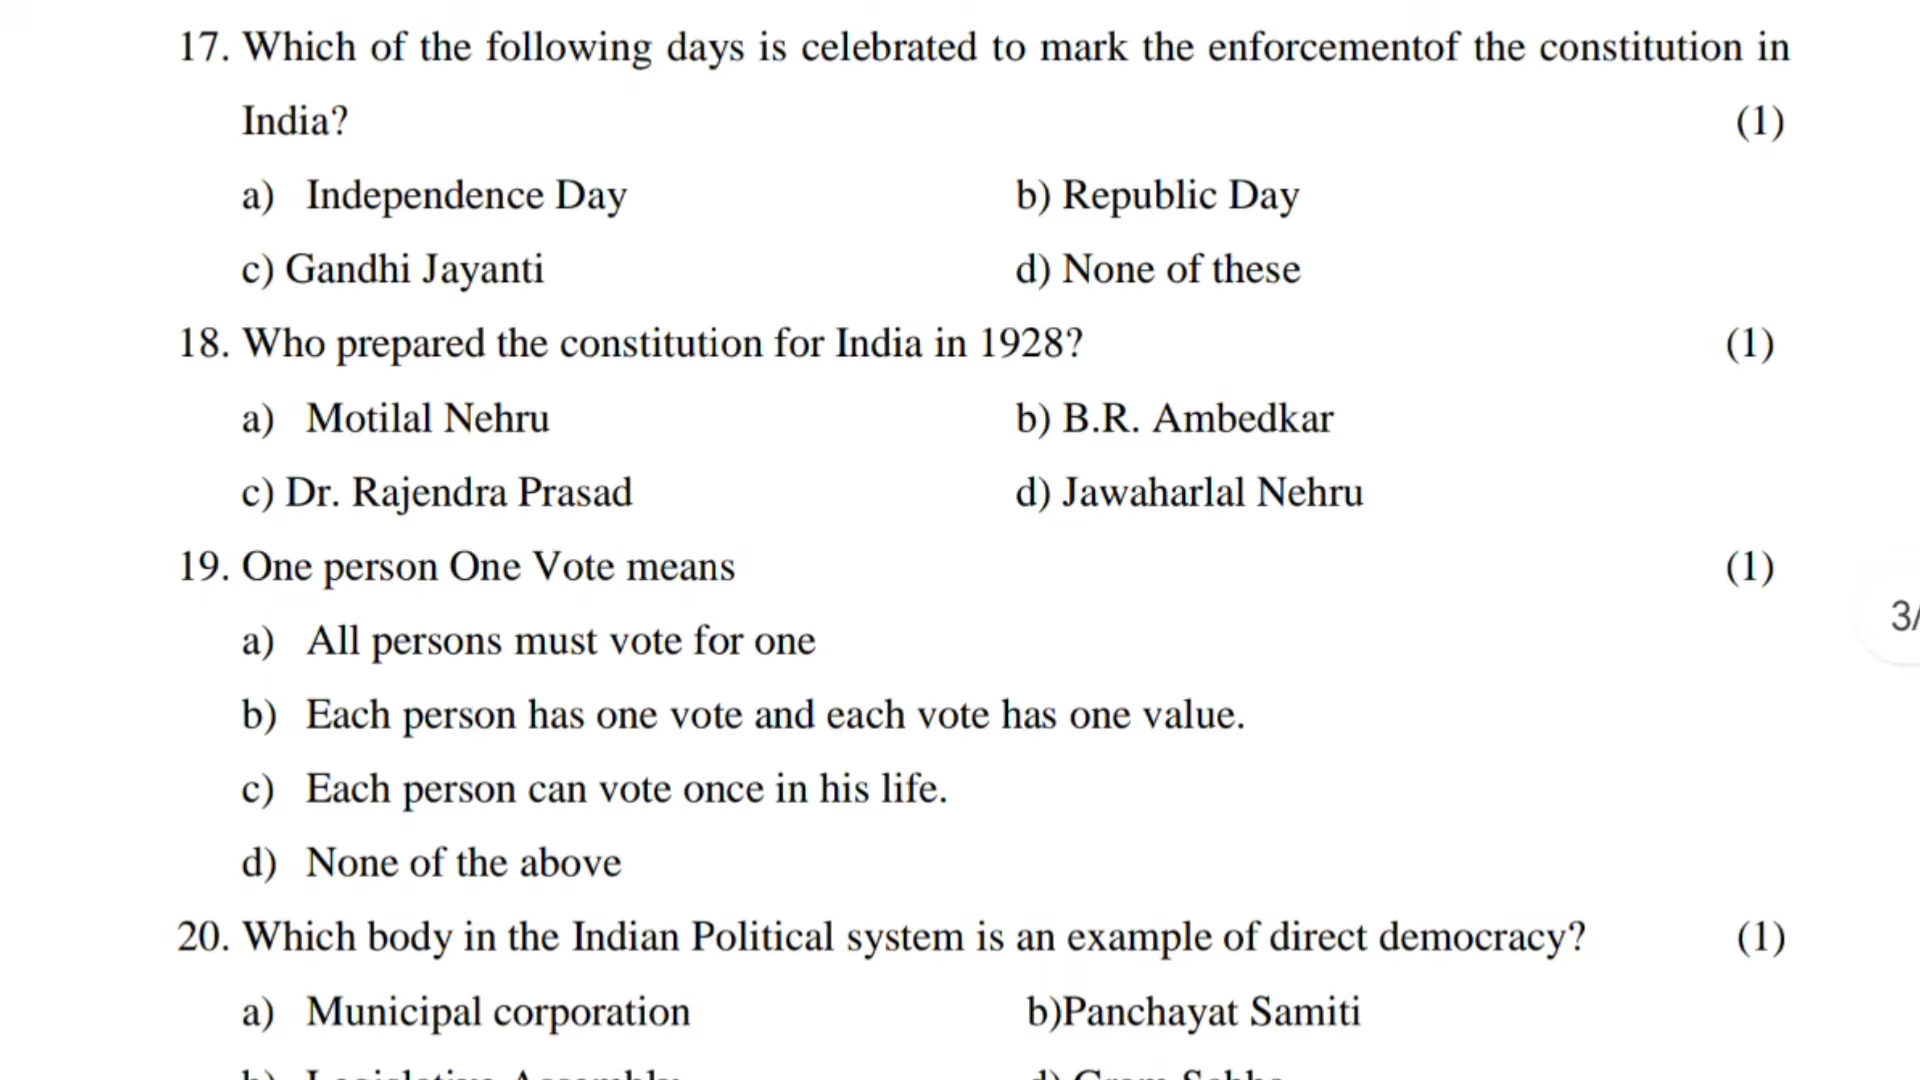 17. Which of the following days is celebrated to mark the enforcementof the constitution in
India? (1)
a) Independence Day b) Republic Day
c) Gandhi Jayanti d) None of these
18. Who prepared the constitution for India in 1928? (1)
a) Motilal Nehru b) B.R. Ambedkar
c) Dr. Rajendra Prasad d) Jawaharlal Nehru
19. One person One Vote means (1)
a) All persons must vote for one
b) Each person has one vote and each vote has one value.
3/
c) Each person can vote once in his life.
d) None of the above
20. Which body in the Indian Political system is an example of direct democracy? (1)
a) Municipal corporation b)Panchayat Samiti
b) Legislative Assembly d) Gram Sabha